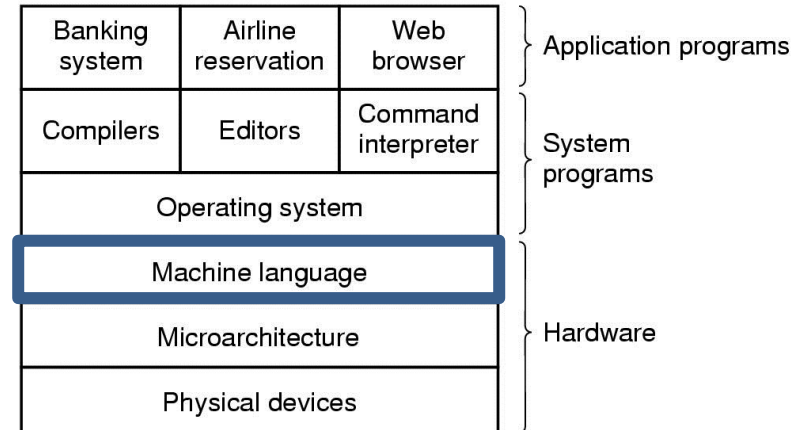 Banking
system
Airline
reservation
Web
browser
Application programs
Compilers
Editors
Command
interpreter
System
programs
Operating system
Machine language
Microarchitecture
Hardware
Physical devices